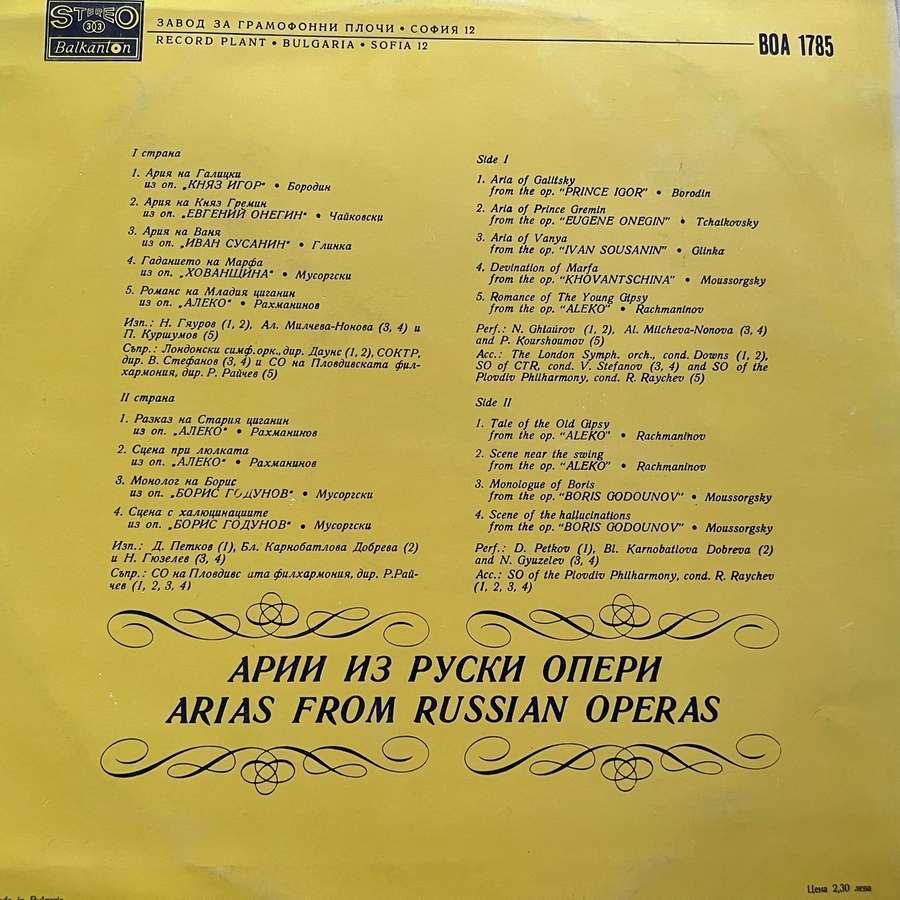 STEREO
33
Balkanton
ЗАВОД ЗА ГРАМОФОННИ ПЛОЧИ • СОФИЯ 12
RECORD PLANT • BULGARIA • SOFIA 12
ВОА 1785
I страна
1. Ария на Галицки
из оп. „КНЯЗ ИГОР“ • Бородин
2. Ария на Княз Гремин
из оп. „ЕВГЕНИЙ ОНЕГИН“ • Чайковски
3. Ария на Ваня
из оп. „ИВАН СУСАНИН“ • Глинка
4. Гаданието на Марфа
из оп. „ХОВАНЩИНА“ • Мусоргски
5. Романс на Младия циганин
из оп. „АЛЕКО“ • Рахманинов
Изп.: Н. Гяуров (1, 2), Ал. Милчева-Нонова (3, 4) и
П. Куршумов (5)
Съпр.: Лондонски симф.орк., дир. Даунс (1, 2), СОКТР,
дир. В. Стефанов (3, 4) и СО на Пловдивската фил-
хармония, дир. Р. Райчев (5)
II страна
1. Разказ на Стария циганин
из оп. „АЛЕКО“ • Рахманинов
2. Сцена при люлката
из оп. „АЛЕКО“ • Рахманинов
3. Монолог на Борис
из оп. „БОРИС ГОДУНОВ“ • Мусоргски
4. Сцена с халюцинациите
из оп. „БОРИС ГОДУНОВ“ • Мусоргски
Изп.: Д. Петков (1), Бл. Карнобатлова Добрева (2)
и Н. Гюзелев (3, 4)
Съпр.: СО на Пловдивс ата филхармония, дир. Р.Рай-
чев (1, 2, 3, 4)
Side I
1. Aria of Galitsky
from the op. "PRINCE IGOR" • Borodin
2. Aria of Prince Gremin
from the op. "EUGENE ONEGIN" • Tchaikovsky
3. Aria of Vanya
from the op. "IVAN SOUSANIN" • Glinka
4. Devination of Marfa
from the op. "KHOVANTSCHINA" • Moussorgsky
5. Romance of The Young Gipsy
from the op. "ALEKO" • Rachmaninov
Perf.: N. Ghiaúrov (1, 2), Al. Milcheva-Nonova (3, 4)
and P. Kourshoumov (5)
Acc.: The London Symph. orch., cond. Downs (1, 2),
SO of CTR, cond. V. Stefanov (3, 4) and SO of the
Plovdiv Philharmony, cond. R. Raychev (5)
Side II
1. Tale of the Old Gipsy
from the op. "ALEKO" • Rachmaninov
2. Scene near the swing
from the op. "ALEKO" • Rachmaninov
3. Monologue of Boris
from the op. "BORIS GODOUNOV" • Moussorgsky
4. Scene of the hallucinations
from the op. "BORIS GODOUNOV" • Moussorgsky
Perf.: D. Petkov (1), Bl. Karnobatlova Dobreva (2)
and N. Gyuzelev (3, 4)
Acc.: SO of the Plovdiv Philharmony, cond. R. Raychev
(1, 2, 3, 4)
АРИИ ИЗ РУСКИ ОПЕРИ
ARIAS FROM RUSSIAN OPERAS
in Bulgaria
Цена 2,30 лева